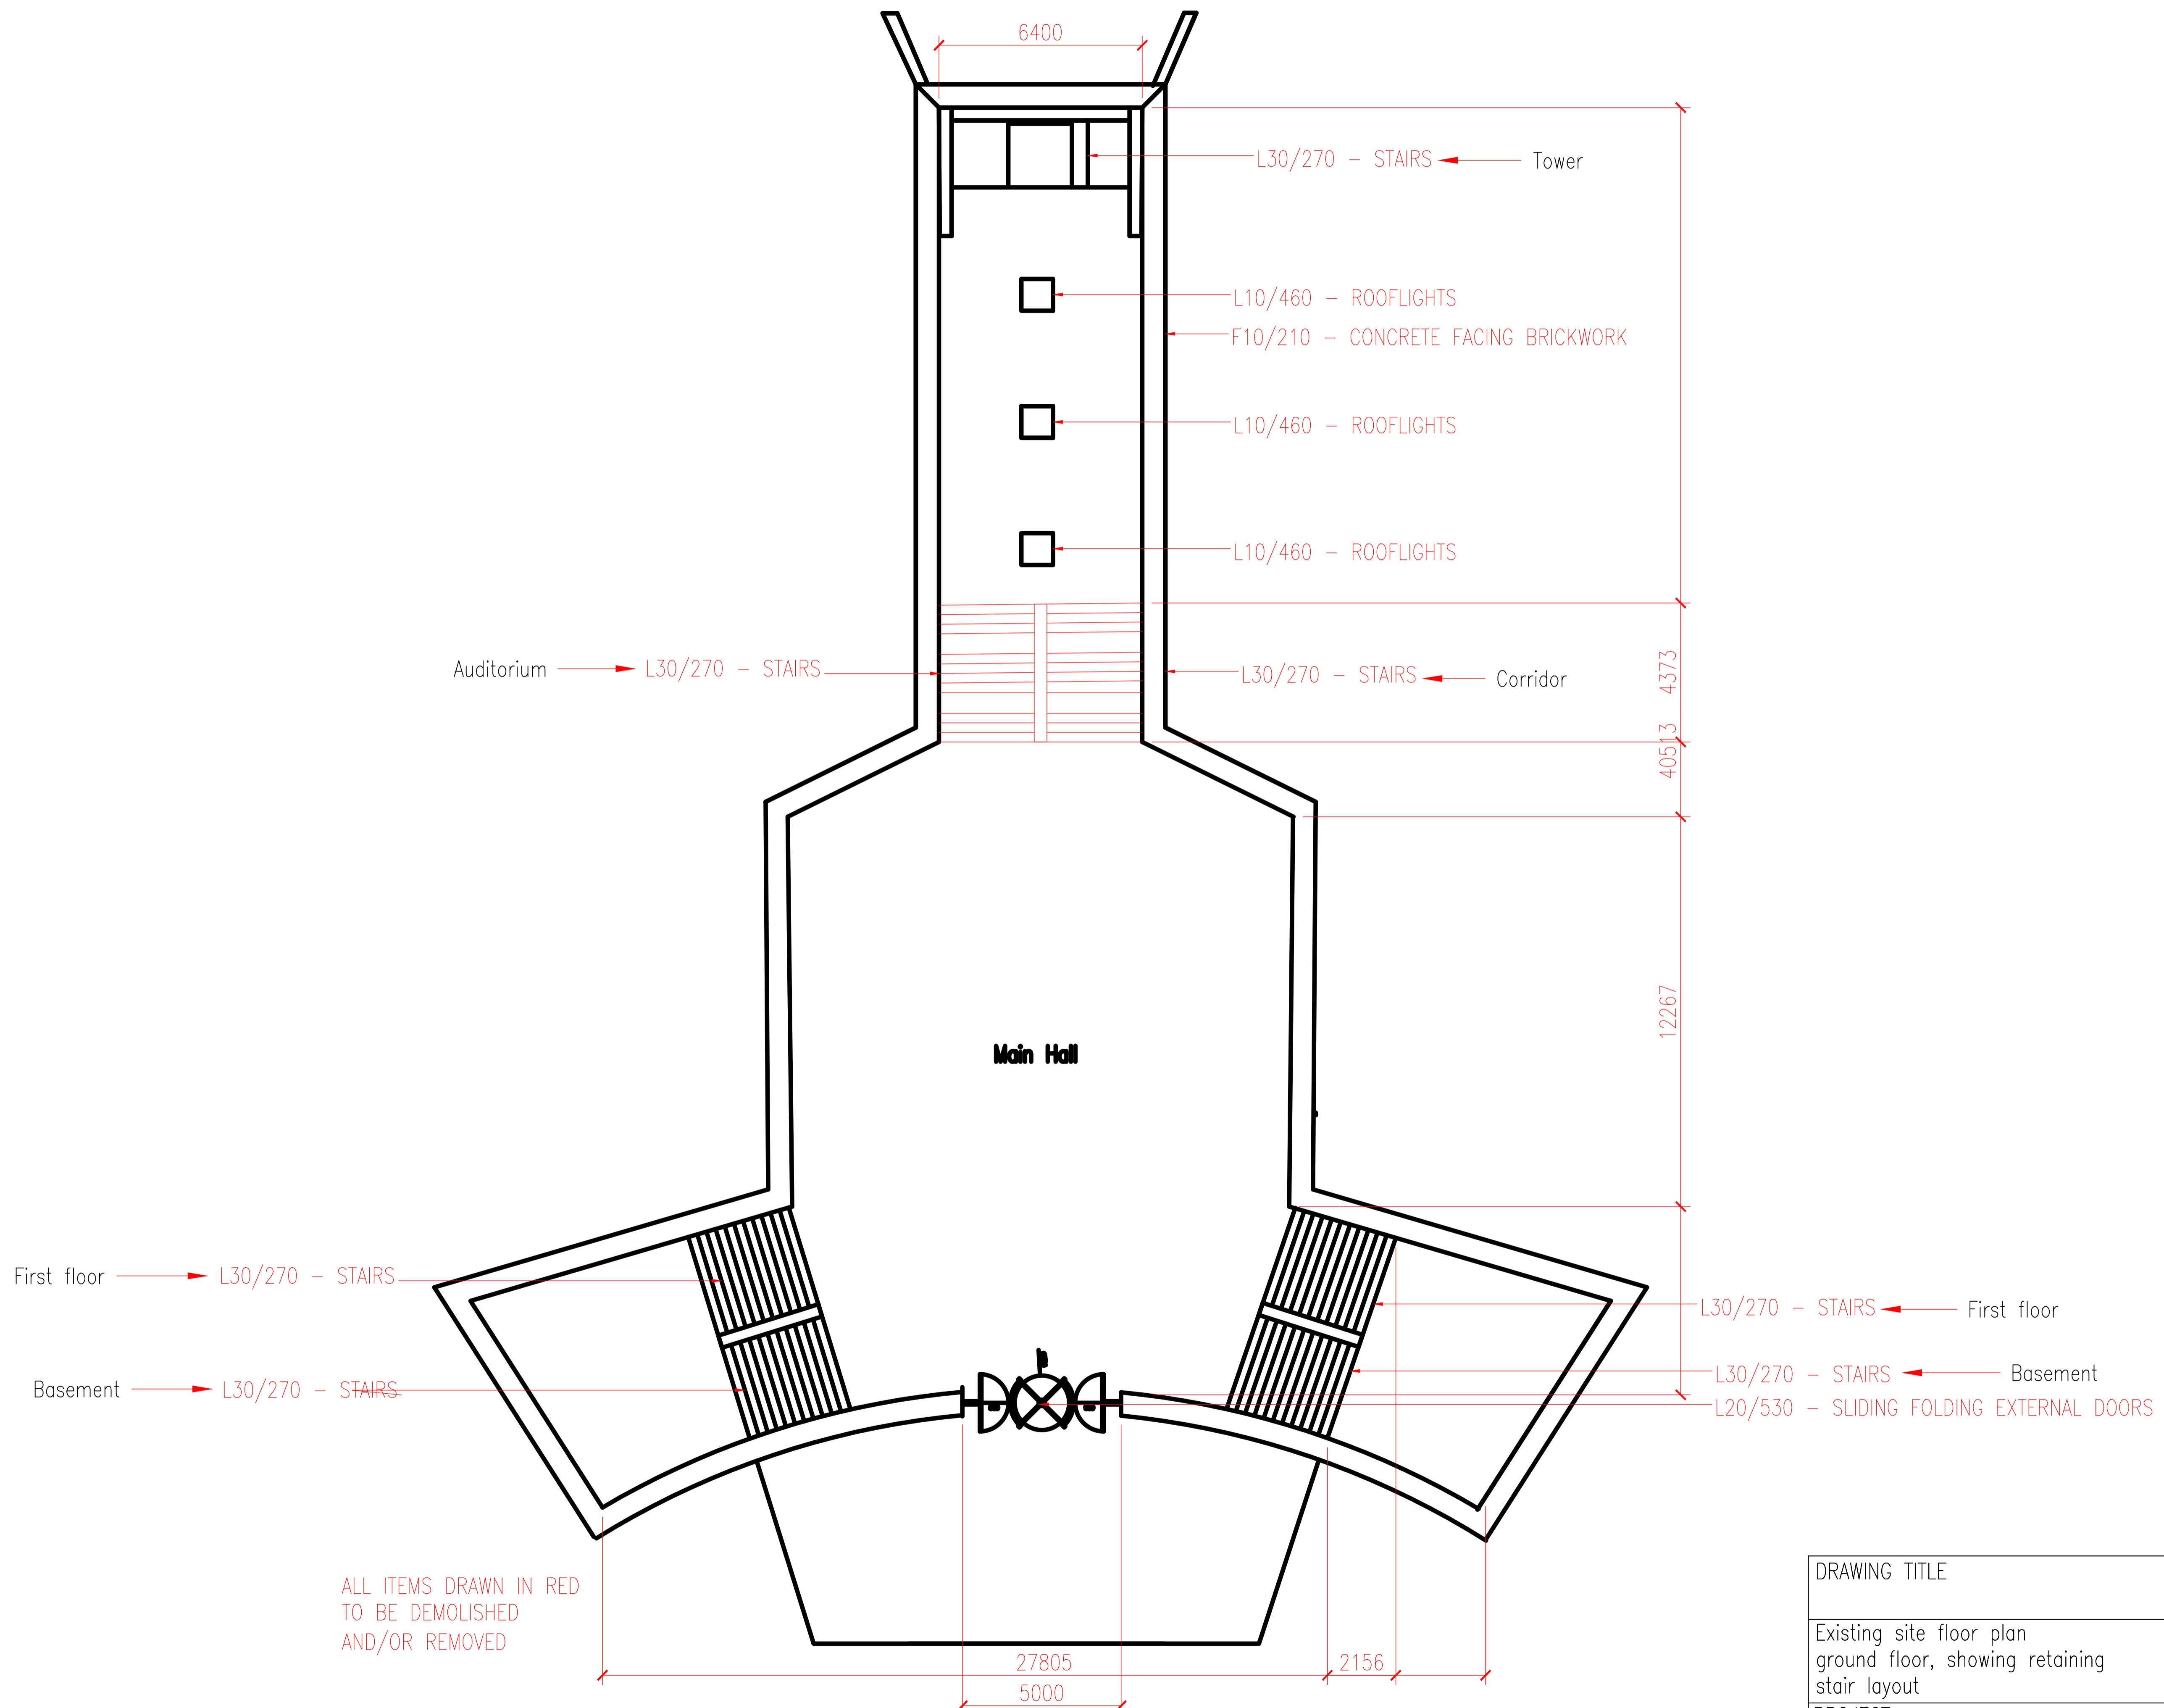 6400
L30/270 - STAIRS
Tower
L10/460 - ROOFLIGHTS
F10/210 - CONCRETE FACING BRICKWORK
L10/460 - ROOFLIGHTS
L10/460 - ROOFLIGHTS
Auditorium
L30/270 - STAIRS
L30/270 - STAIRS
Corridor
4373
40513
12267
Main Hall
First floor
L30/270 - STAIRS
L30/270 - STAIRS
First floor
Basement
L30/270 - STAIRS
L30/270 - STAIRS
Basement
L20/530 - SLIDING FOLDING EXTERNAL DOORS
ALL ITEMS DRAWN IN RED
TO BE DEMOLISHED
AND/OR REMOVED
27805
2156
5000
DRAWING TITLE
Existing site floor plan
ground floor, showing retaining
stair layout